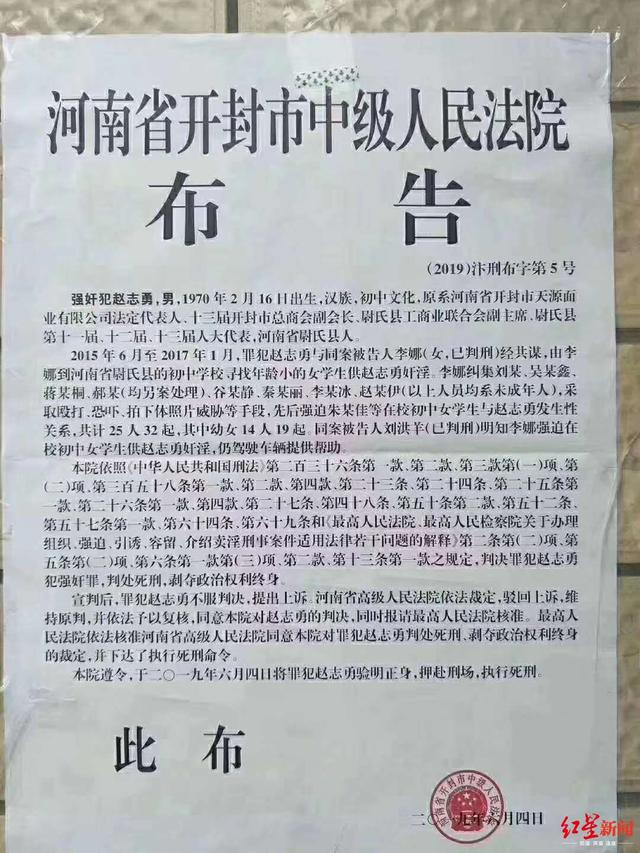 河南省开封市中级人民法院
布 告
(2019)汴刑布字第5号
强奸犯赵志勇,男,1970年2月16日出生,汉族,初中文化,原系河南省开封市天源面
业有限公司法定代表人、十三届开封市总商会副会长、尉氏县工商业联合会副主席、尉氏县
第十一届、十二届、十三届人大代表,河南省尉氏县人。
2015年6月至2017年1月,罪犯赵志勇与同案被告人李娜(女,已判刑)经共谋,由李
娜到河南省尉氏县的初中学校寻找年龄小的女学生供赵志勇奸淫。李娜纠集刘某、吴某鑫、
蒋某桐、郝某(均另案处理)、谷某静、秦某丽、李某冰、赵某伊(以上人员均系未成年人),采
取殴打、恐吓、拍下体照片威胁等手段,先后强迫朱某佳等在校初中女学生与赵志勇发生性
关系,共计25人32起,其中幼女14人19起。同案被告人刘洪洋(已判刑)明知李娜强迫在
校初中女学生供赵志勇奸淫,仍驾驶车辆提供帮助。
本院依照《中华人民共和国刑法》第二百三十六条第一款、第二款、第三款第(一)项、第
(二)项、第三百五十八条第一款、第二款、第四款、第二十三条、第二十四条、第二十五条第
一款、第二十六条第一款、第四款、第二十七条、第四十八条、第五十条第二款、第五十二条、
第五十七条第一款、第六十四条、第六十九条和《最高人民法院、最高人民检察院关于办理
组织、强迫、引诱、容留、介绍卖淫刑事案件适用法律若干问题的解释》第二条第(二)项、第
五条第(二)项、第六条第一款第(三)项、第二款、第十三条第一款之规定,判决罪犯赵志勇
犯强奸罪,判处死刑,剥夺政治权利终身。
宣判后,罪犯赵志勇不服判决,提出上诉。河南省高级人民法院依法裁定,驳回上诉,维
持原判,并依法予以复核,同意本院对赵志勇的判决,同时报请最高人民法院核准。最高人
民法院依法核准河南省高级人民法院同意本院对罪犯赵志勇判处死刑、剥夺政治权利终身
的裁定,并下达了执行死刑命令。
本院遵令,于二〇一九年六月四日将罪犯赵志勇验明正身,押赴刑场,执行死刑。
此 布
河南省开封市中级人民法院
二〇一九年六月四日
红星新闻